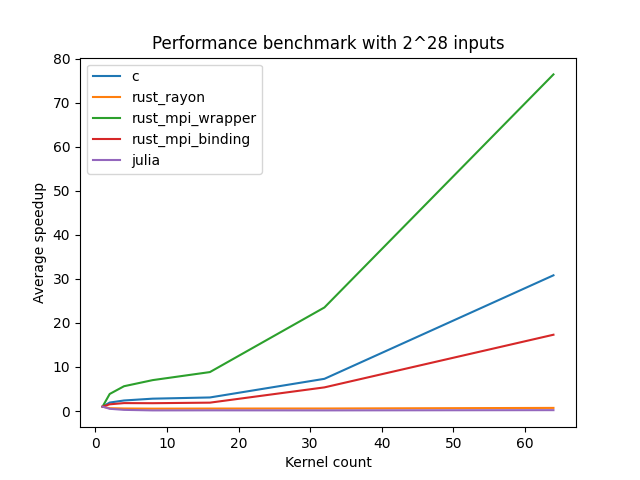 Performance benchmark with 2^28 inputs
80
70
60
50
40
30
20
10
0
Average speedup
c
rust_rayon
rust_mpi_wrapper
rust_mpi_binding
julia
0 10 20 30 40 50 60
Kernel count